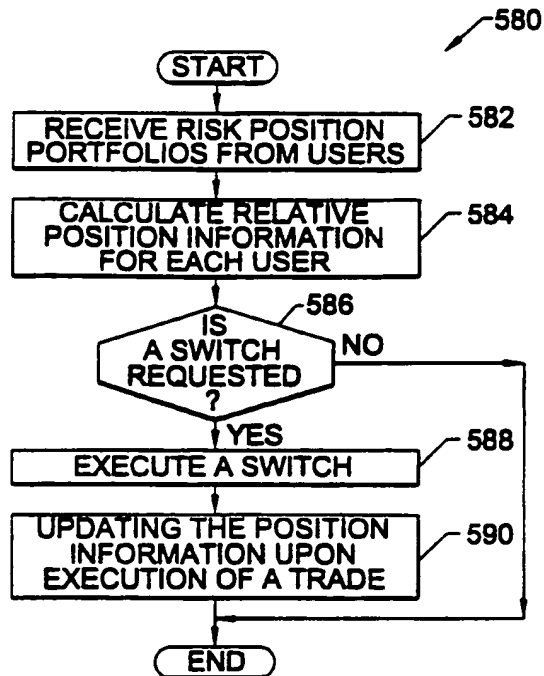 580
START
RECEIVE RISK POSITION
PORTFOLIOS FROM USERS
582
CALCULATE RELATIVE
POSITION INFORMATION
FOR EACH USER
584
586
IS
A SWITCH
REQUESTED
?
NO
YES
588
EXECUTE A SWITCH
UPDATING THE POSITION
INFORMATION UPON
EXECUTION OF A TRADE
590
END